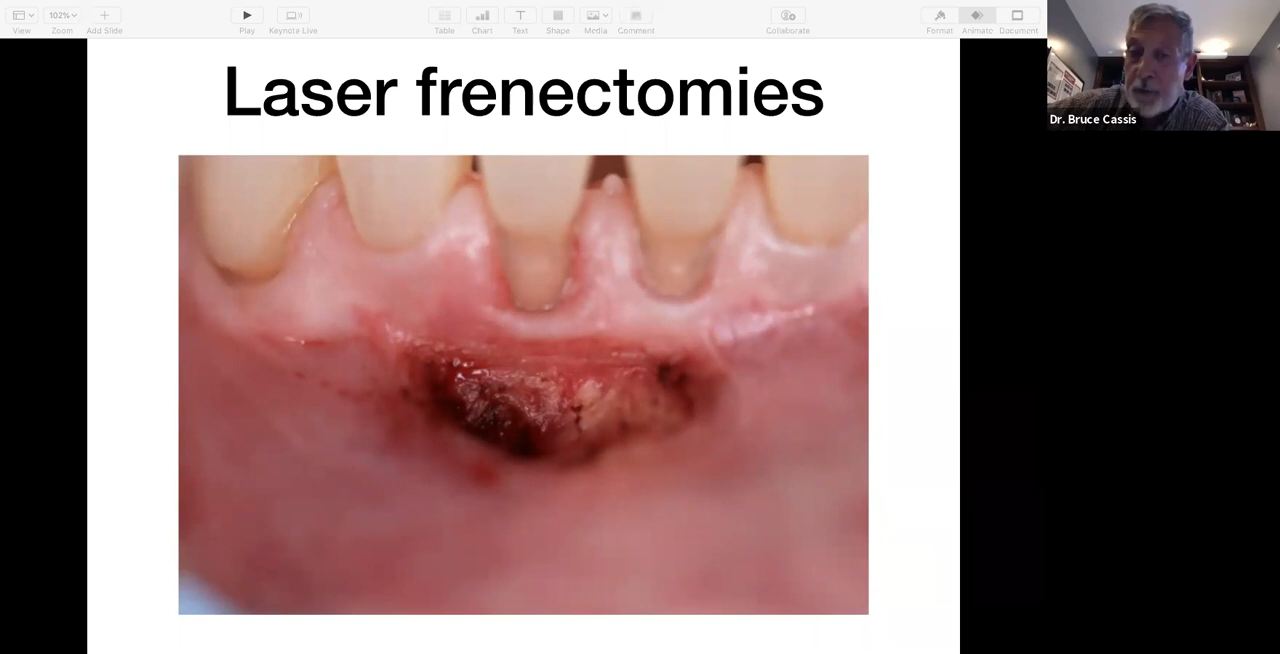 102%
View
Zoom
Add Slide
Play
Keynote Live
Table
Chart
Text
Shape
Media
Comment
Collaborate
Format
Animate
Document
Laser frenectomies
Dr. Bruce Cassis